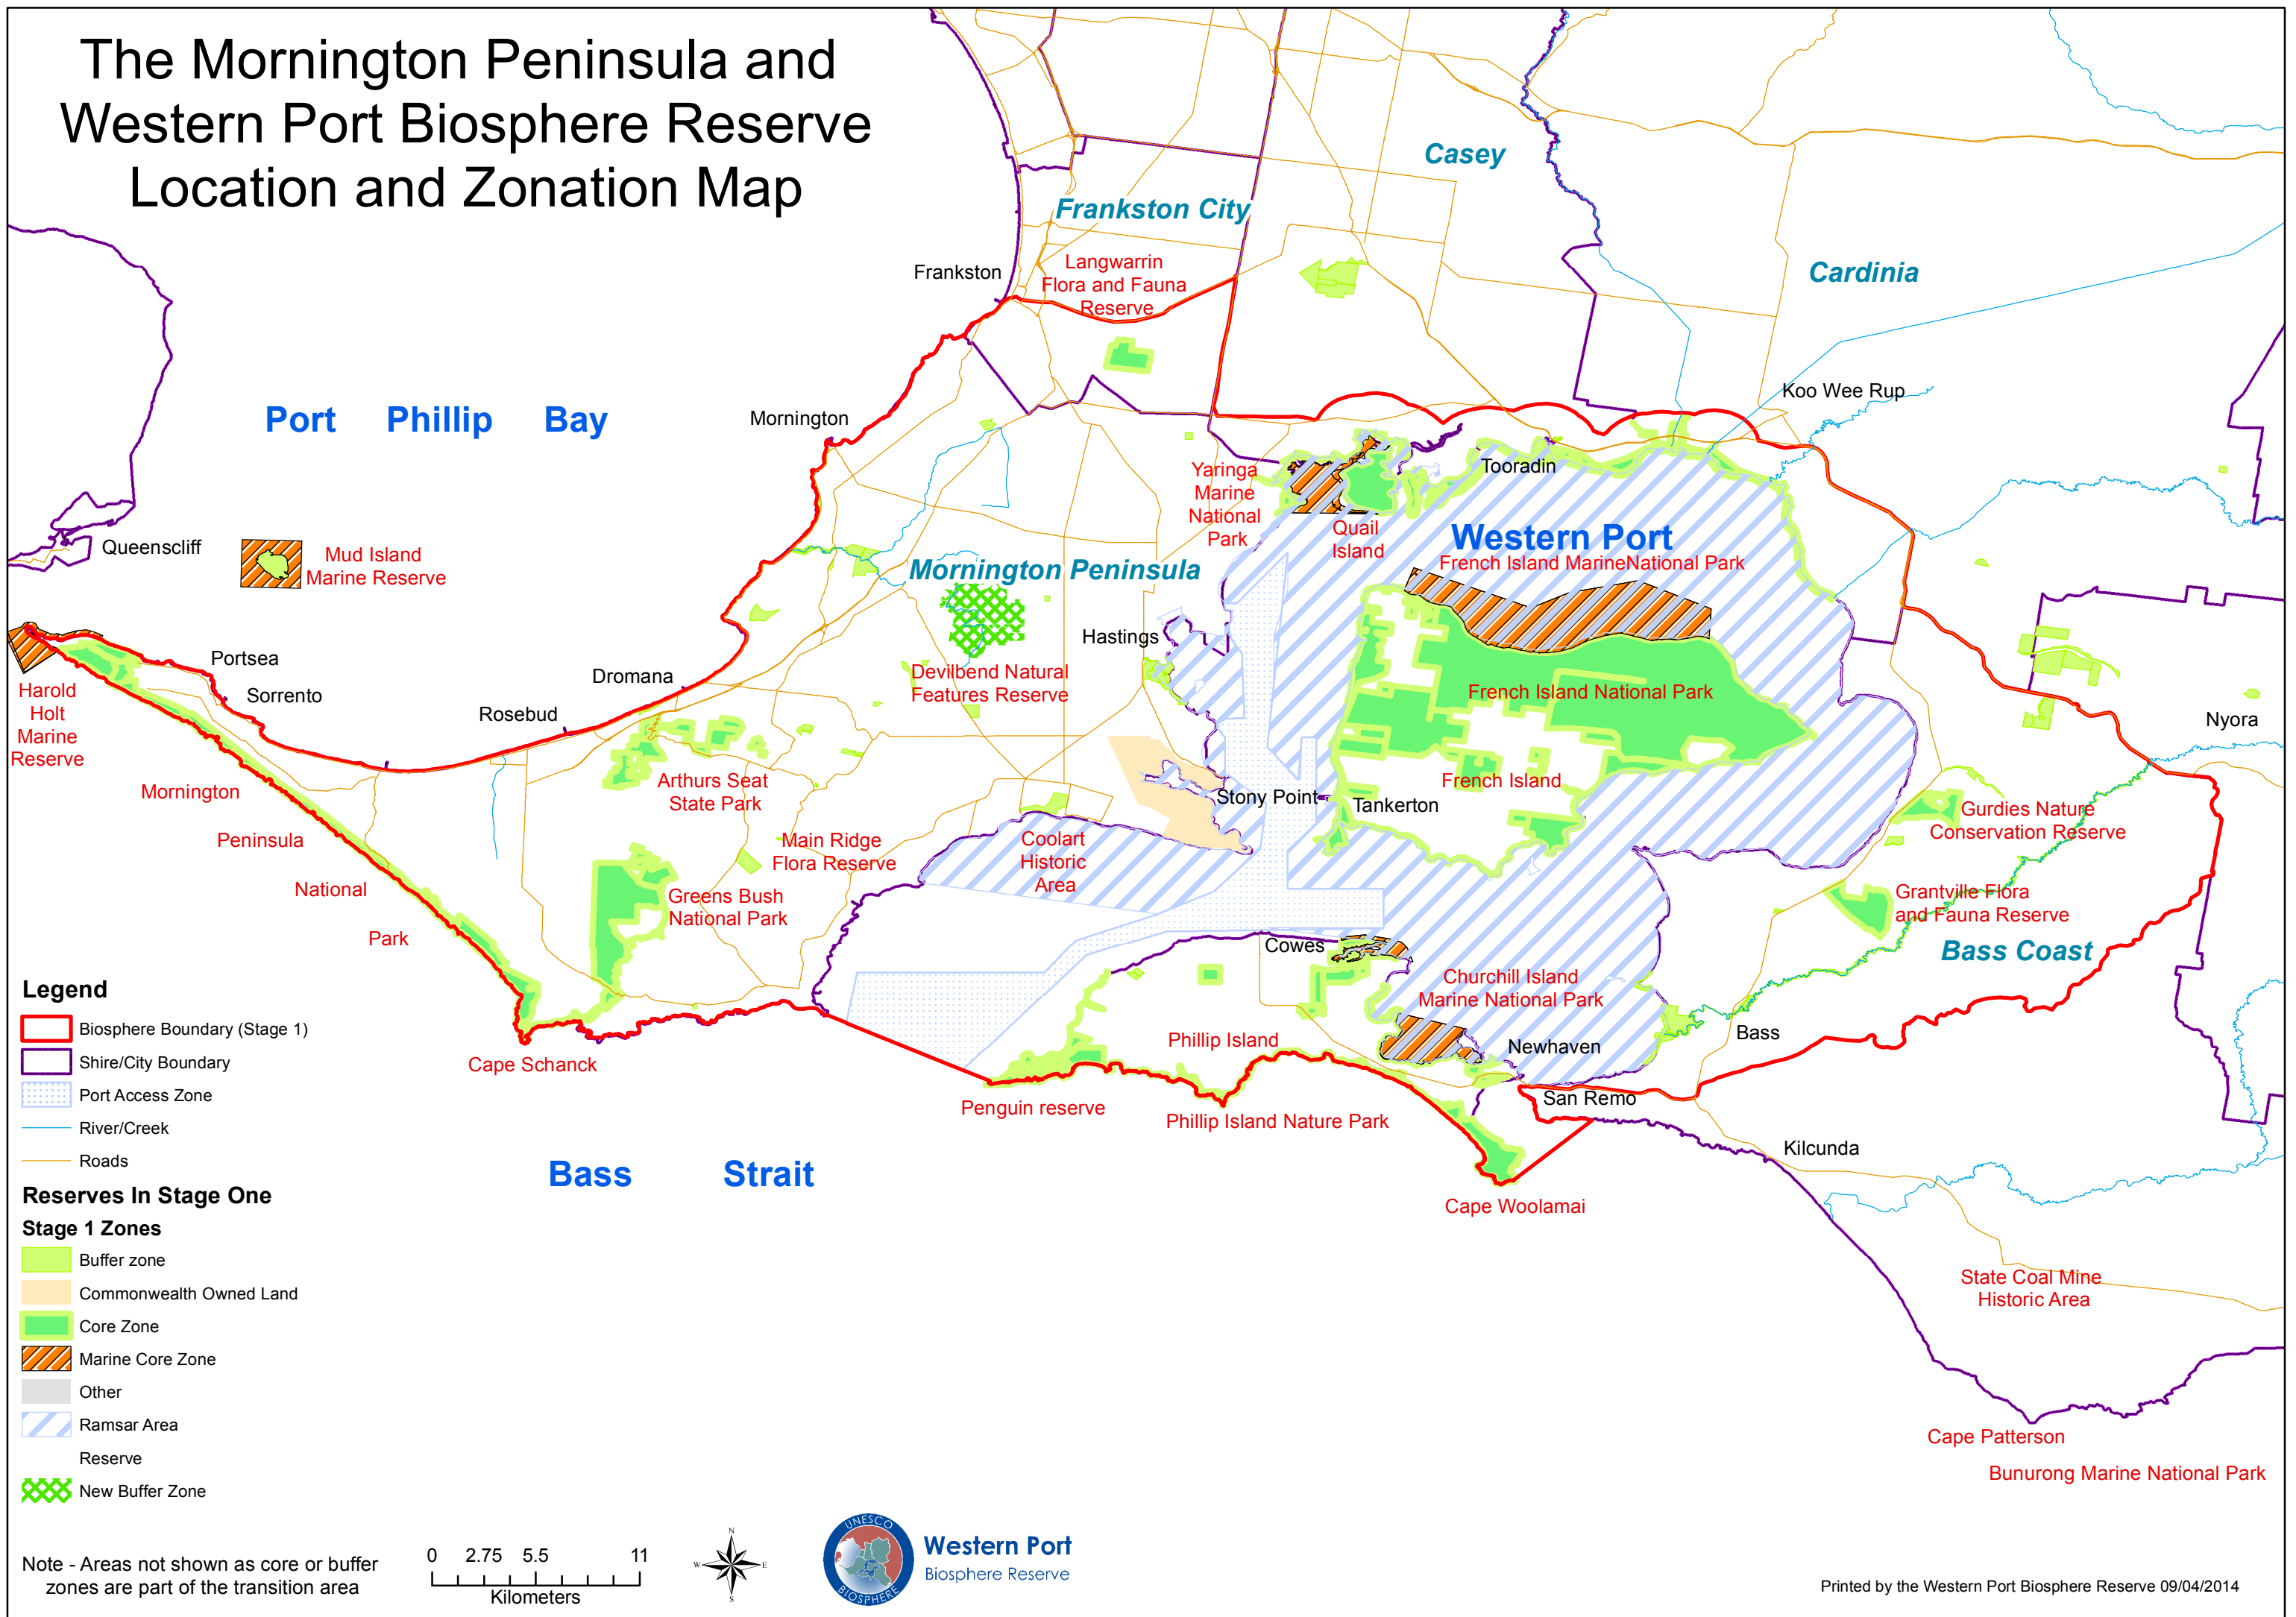 The Mornington Peninsula and
Western Port Biosphere Reserve
Location and Zonation Map
Casey
Frankston City
Cardinia
Frankston
Langwarrin
Flora and Fauna
Reserve
Koo Wee Rup
Port Phillip Bay
Mornington
Tooradin
Yaringa
Marine
National
Park
Quail
Island
Western Port
French Island MarineNational Park
Queenscliff
Mud Island
Marine Reserve
Mornington Peninsula
Hastings
Portsea
Sorrento
Dromana
Rosebud
Devilbend Natural
Features Reserve
French Island National Park
Harold
Holt
Marine
Reserve
Nyora
Mornington
Peninsula
National
Park
Arthurs Seat
State Park
Stony Point
Tankerton
French Island
Gurdies Nature
Conservation Reserve
Main Ridge
Flora Reserve
Coolart
Historic
Area
Greens Bush
National Park
Grantville Flora
and Fauna Reserve
Bass Coast
Cowes
Churchill Island
Marine National Park
Phillip Island
Newhaven
Bass
Cape Schanck
Penguin reserve
Phillip Island Nature Park
San Remo
Kilcunda
Bass Strait
Cape Woolamai
State Coal Mine
Historic Area
Cape Patterson
Bunurong Marine National Park
Legend
Biosphere Boundary (Stage 1)
Shire/City Boundary
Port Access Zone
River/Creek
Roads
Reserves In Stage One
Stage 1 Zones
Buffer zone
Commonwealth Owned Land
Core Zone
Marine Core Zone
Other
Ramsar Area
Reserve
New Buffer Zone
Note - Areas not shown as core or buffer
zones are part of the transition area
0 2.75 5.5 11
Kilometers
N
W E
S
UNESCO
BIOSPHERE
Western Port
Biosphere Reserve
Printed by the Western Port Biosphere Reserve 09/04/2014